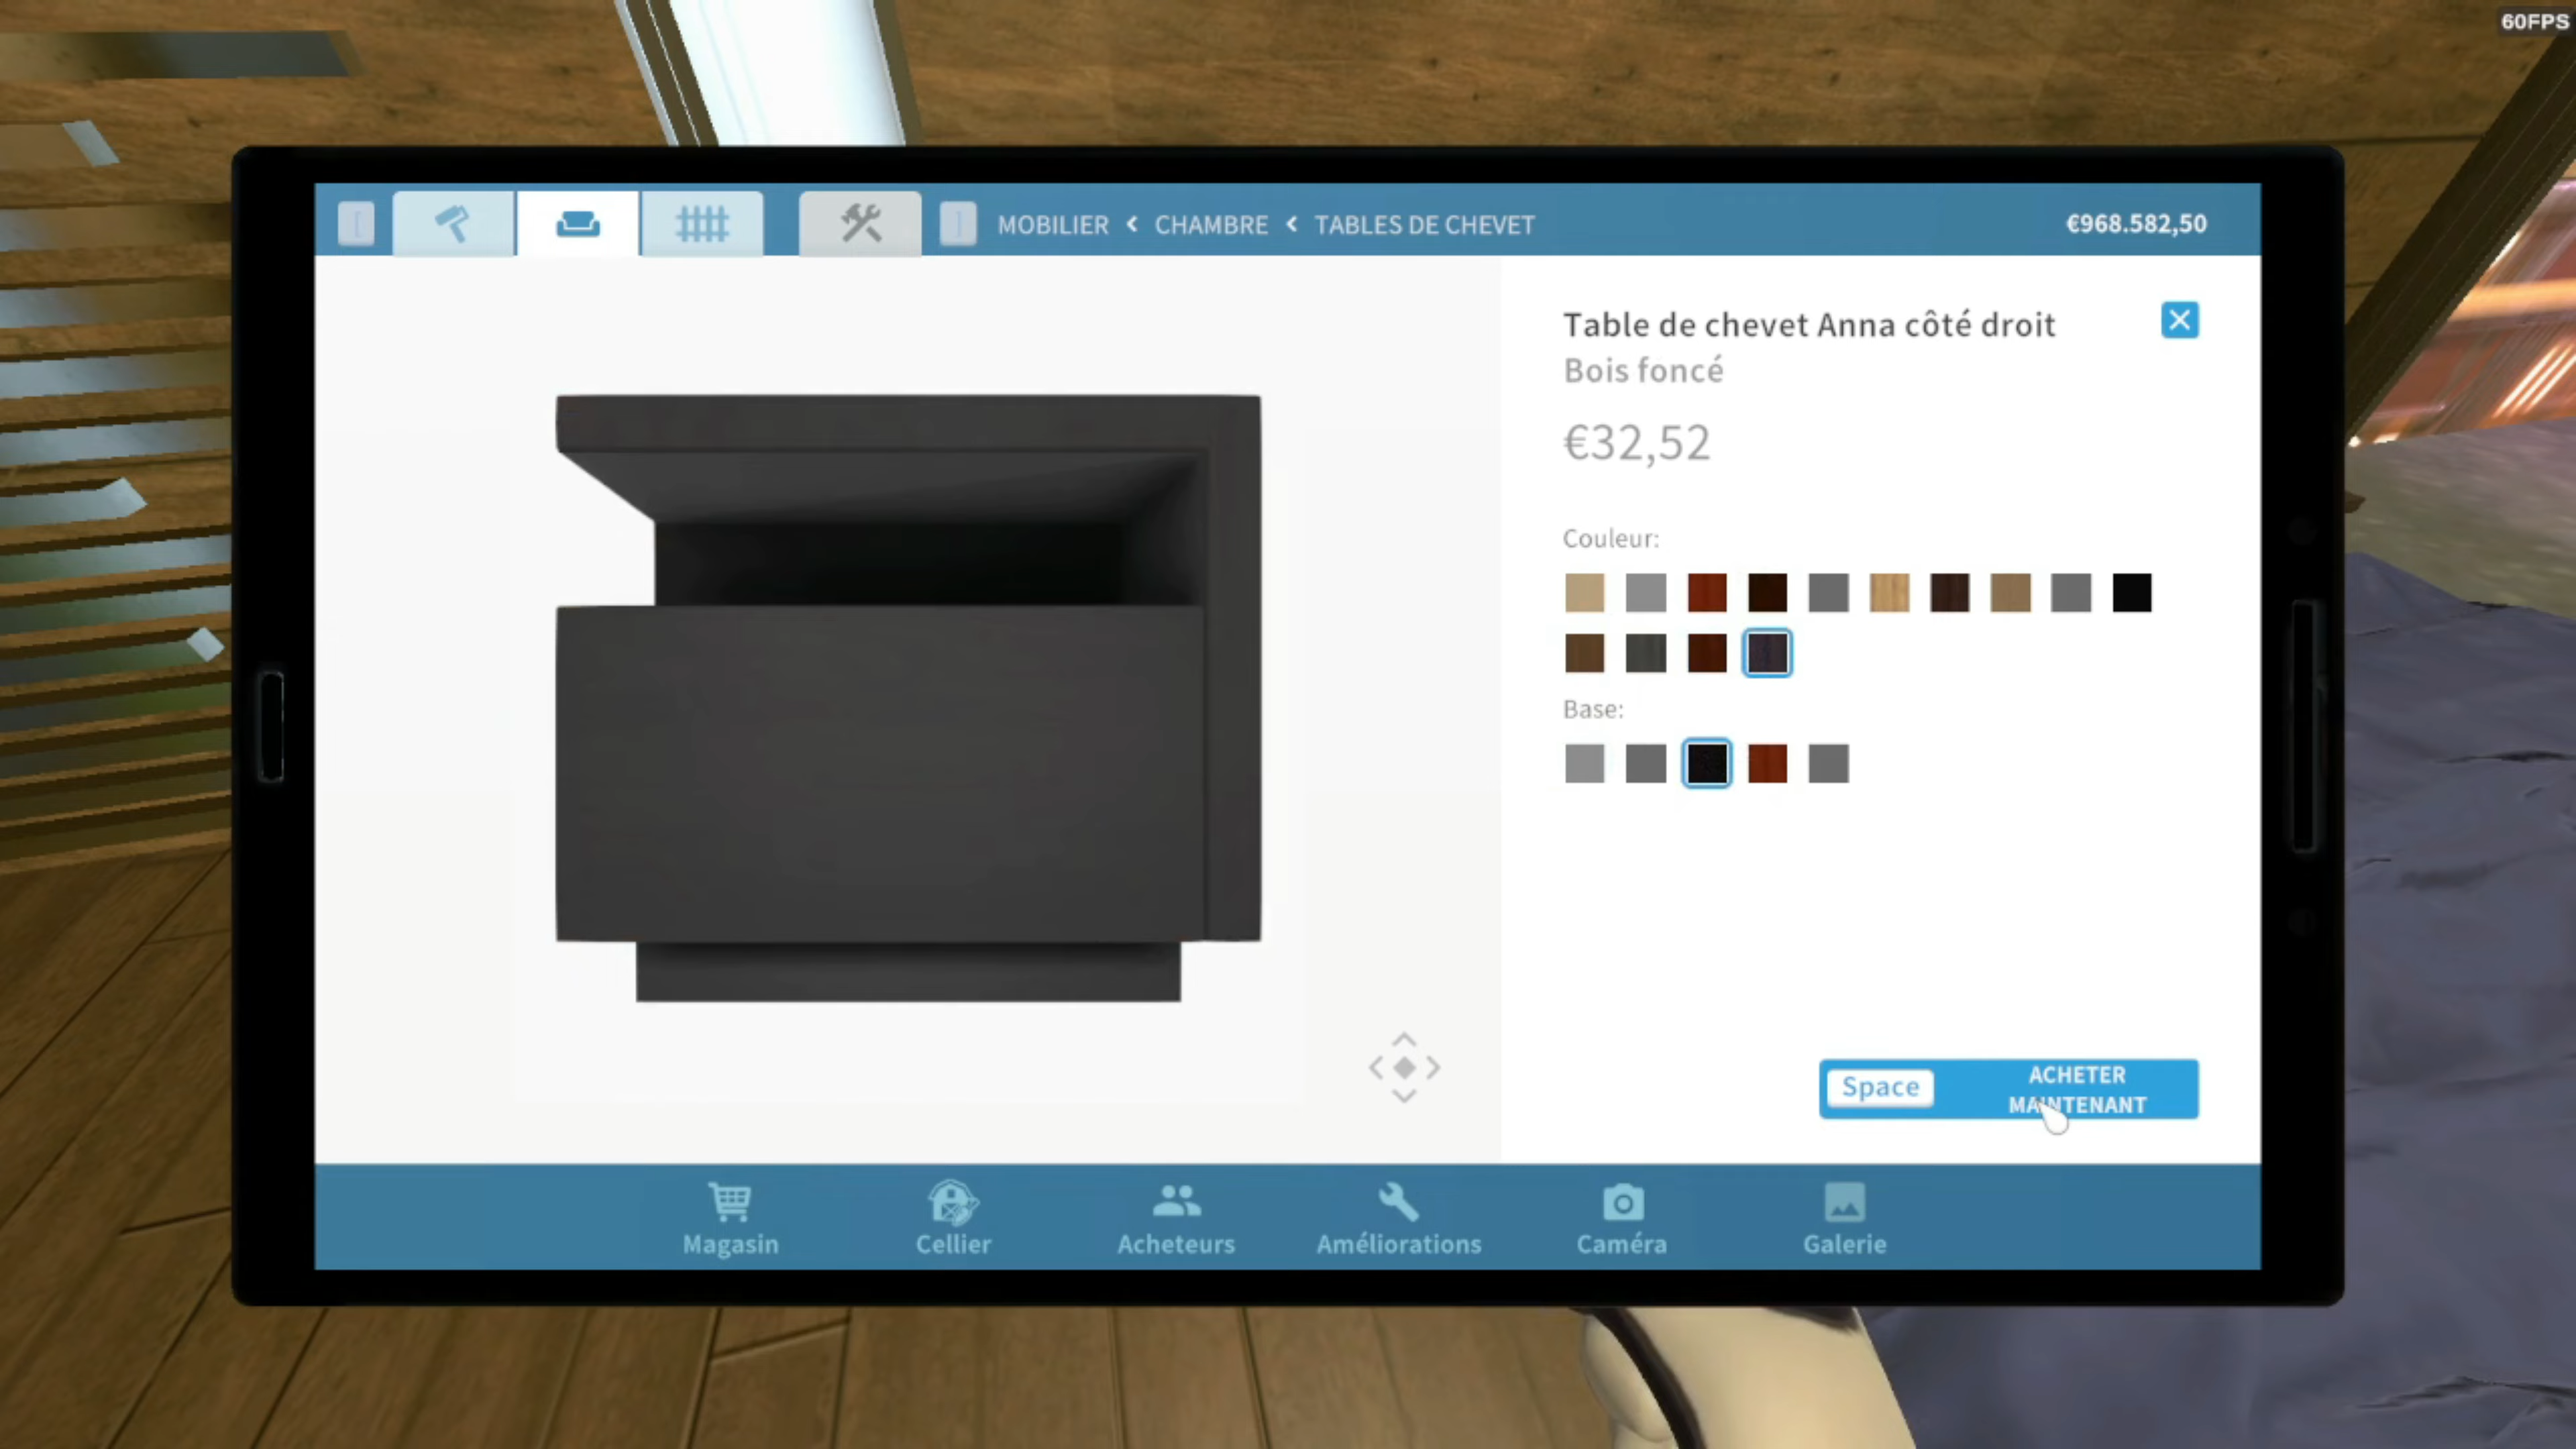 60FPS
MOBILIER < CHAMBRE < TABLES DE CHEVET
€968.582,50
Table de chevet Anna côté droit
Bois foncé
€32,52
Couleur:
Base:
Space
ACHETER
MAINTENANT
Magasin
Cellier
Acheteurs
Améliorations
Caméra
Galerie